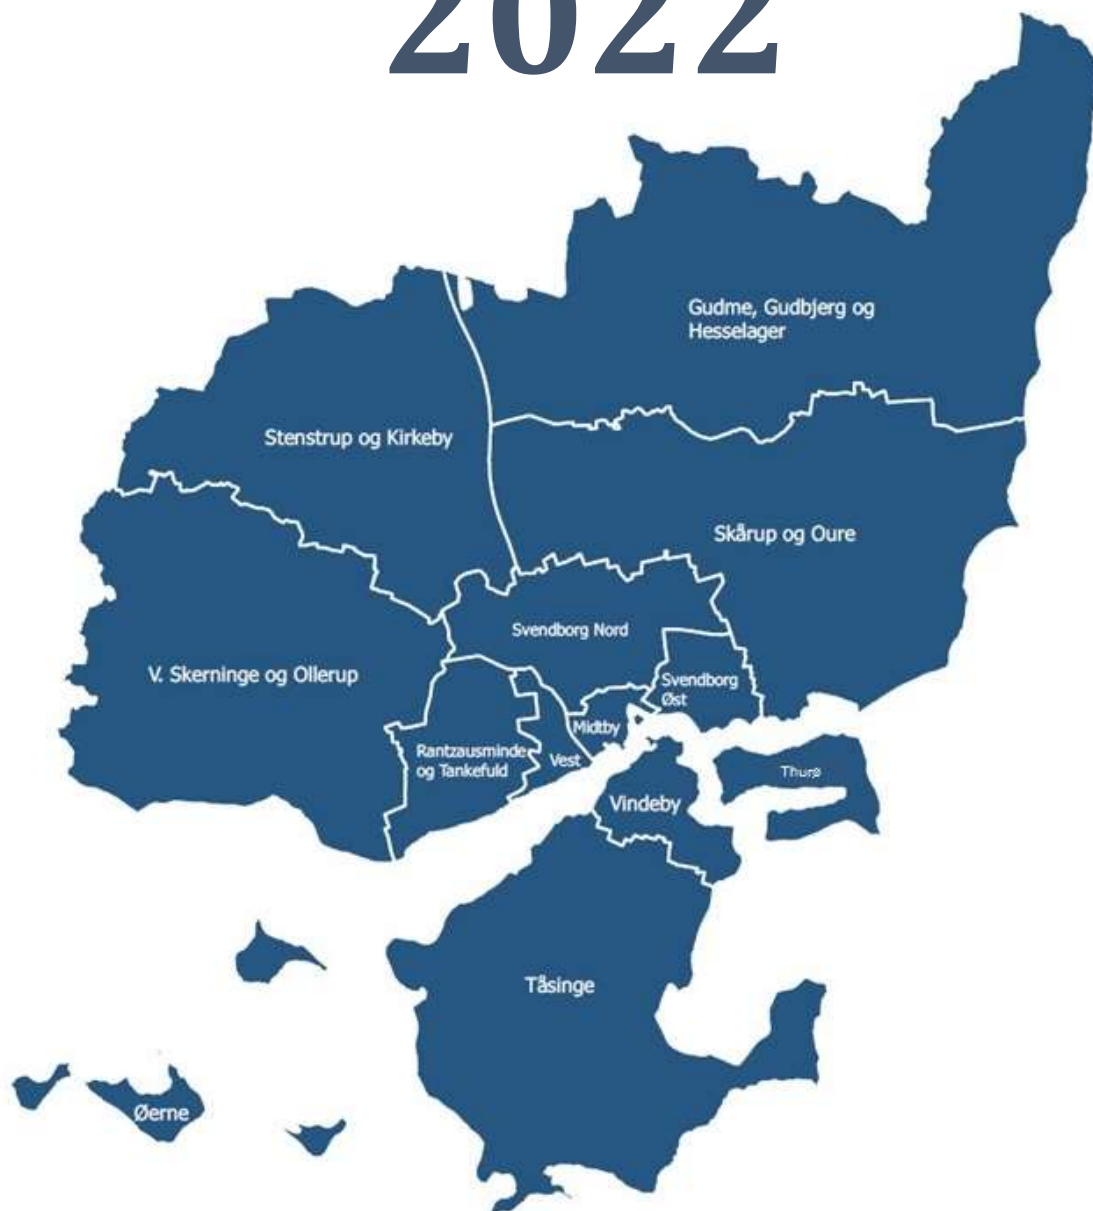 2022
Gudme, Gudbjerg og
Hesselager
Stenstrup og Kirkeby
Skårup og Oure
Svendborg Nord
V. Skerninge og Ollerup
Svendborg
Øst
Midtby
Rantzausminde
og Tankefuld
Vest
Thurø
Vindeby
Tåsinge
Øerne